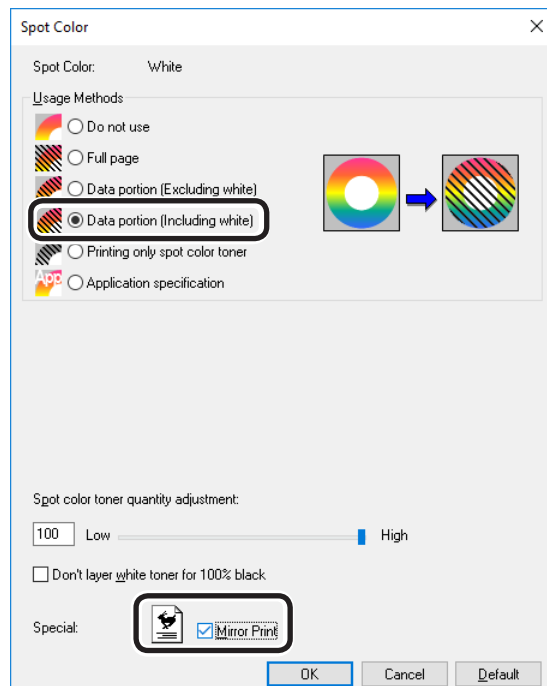 Spot Color
Spot Color: White
Usage Methods
Do not use
Full page
Data portion (Excluding white)
Data portion (Including white)
Printing only spot color toner
App Application specification
Spot color toner quantity adjustment:
100 Low High
Don't layer white toner for 100% black
Special: Mirror Print
OK Cancel Default